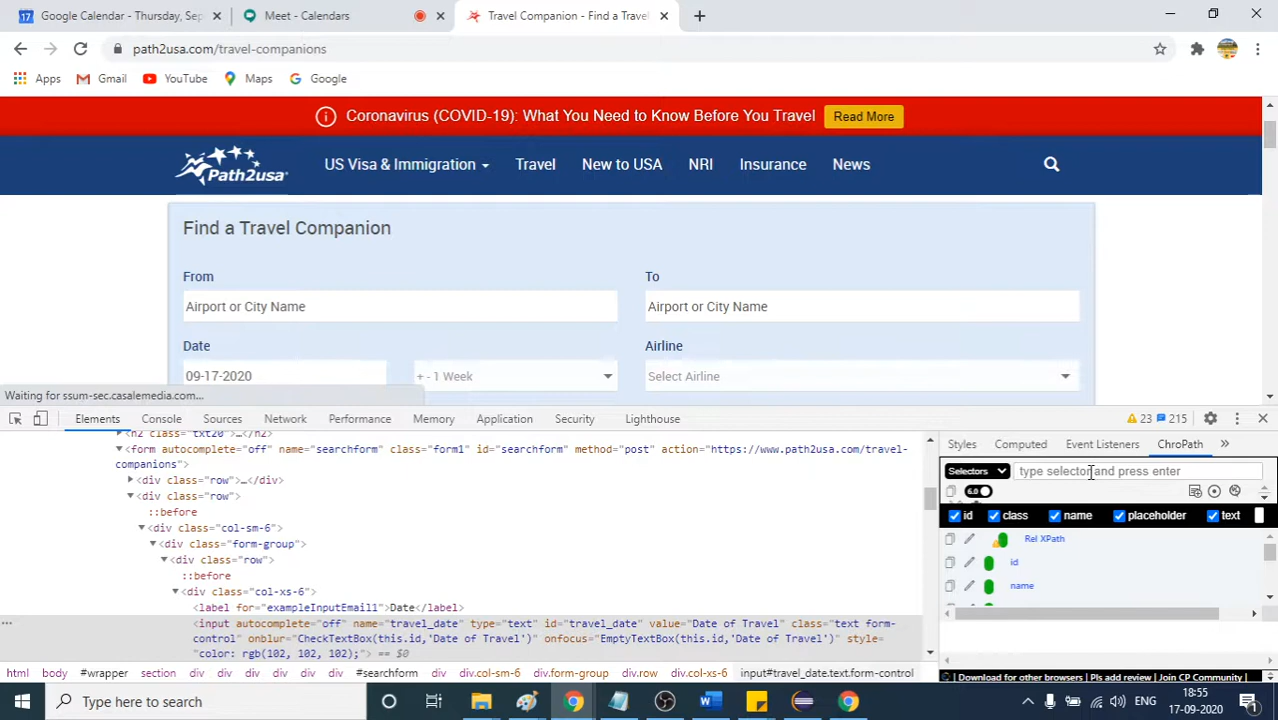 Google Calendar - Thursday, Sep
Meet - Calendars
Travel Companion - Find a Travel
path2usa.com/travel-companions
Apps
Gmail
YouTube
Maps
Google
Coronavirus (COVID-19): What You Need to Know Before You Travel
Read More
Path2usa
US Visa & Immigration
Travel
New to USA
NRI
Insurance
News
Find a Travel Companion
From
To
Airport or City Name
Airport or City Name
Date
Airline
09-17-2020
+ - 1 Week
Select Airline
Waiting for ssum-sec.casalemedia.com...
Elements
Console
Sources
Network
Performance
Memory
Application
Security
Lighthouse
23
215
<h2 class="txt20">…</h2>
<form autocomplete="off" name="searchform" class="form1" id="searchform" method="post" action="https://www.path2usa.com/travel-
companions">
<div class="row">…</div>
<div class="row">
::before
<div class="col-sm-6">
<div class="form-group">
<div class="row">
::before
<div class="col-xs-6">
<label for="exampleInputEmail1">Date</label>
<input autocomplete="off" name="travel_date" type="text" id="travel_date" value="Date of Travel" class="text form-
control" onblur="CheckTextBox(this.id,'Date of Travel')" onfocus="EmptyTextBox(this.id,'Date of Travel')" style=
"color: rgb(102, 102, 102);"> == $0
html
body
#wrapper
section
div
div
div
div
#searchform
div.row
div.col-sm-6
div.form-group
div.row
div.col-xs-6
input#travel_date.text.form-control
Styles
Computed
Event Listeners
ChroPath
Selectors
type selector and press enter
6.0
id
class
name
placeholder
text
Rel XPath
id
name
Download for other browsers | Pls add review | Join CP Community |
Type here to search
ENG
18:55
17-09-2020